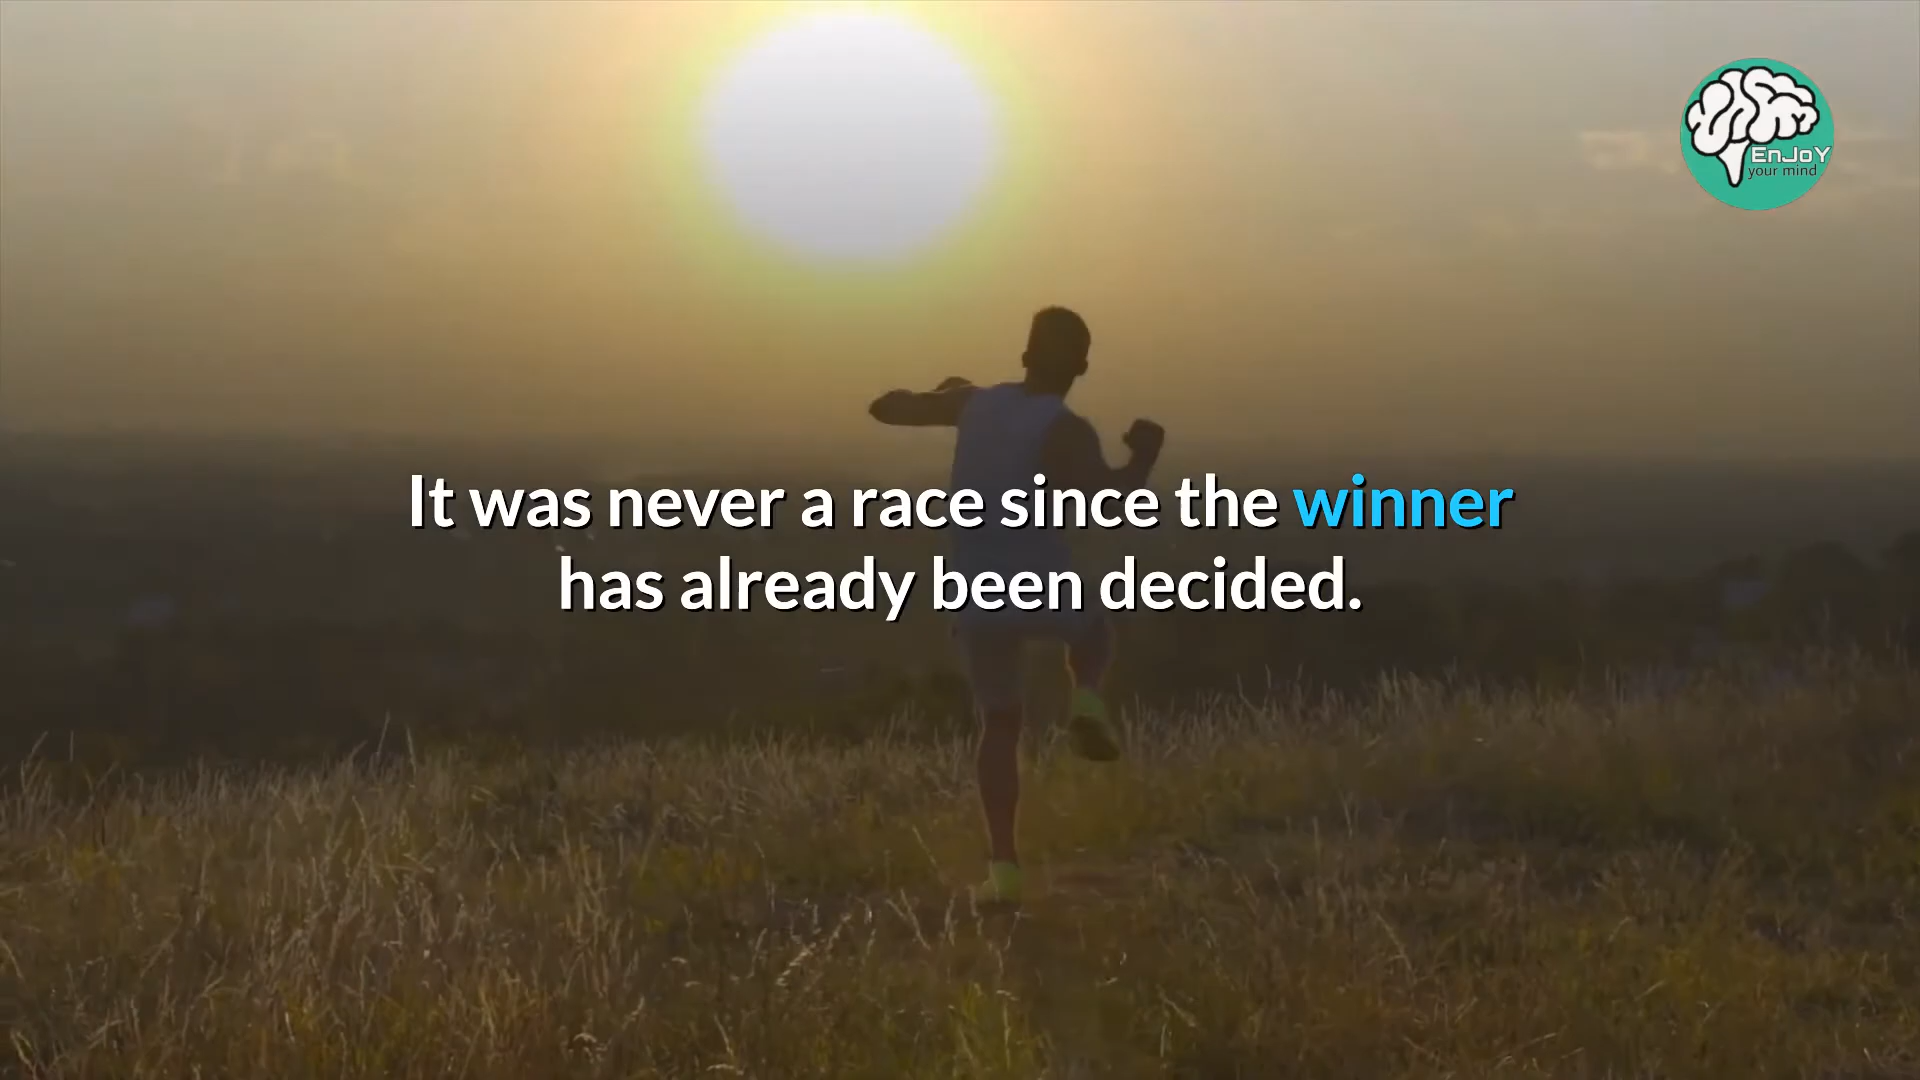 EnJoY
your mind
It was never a race since the winner
has already been decided.